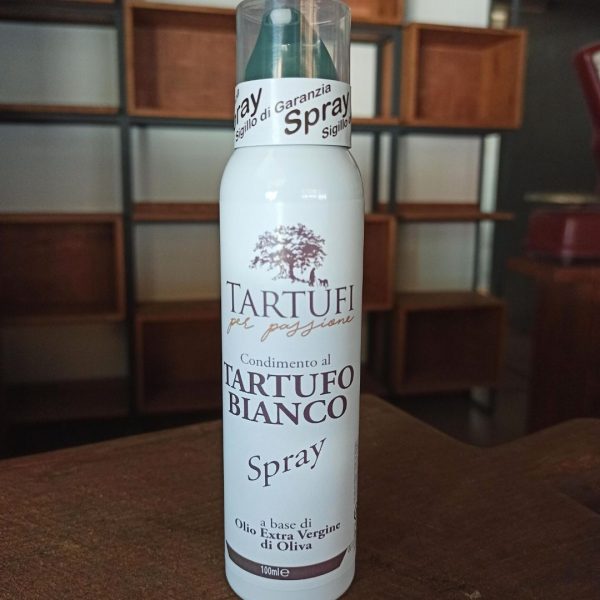 Spray
Sigillo di Garanzia
Spray
Sigillo
TARTUFI
per passione
Condimento al
TARTUFO
BIANCO
Spray
a base di
Olio Extra Vergine
di Oliva
100ml e